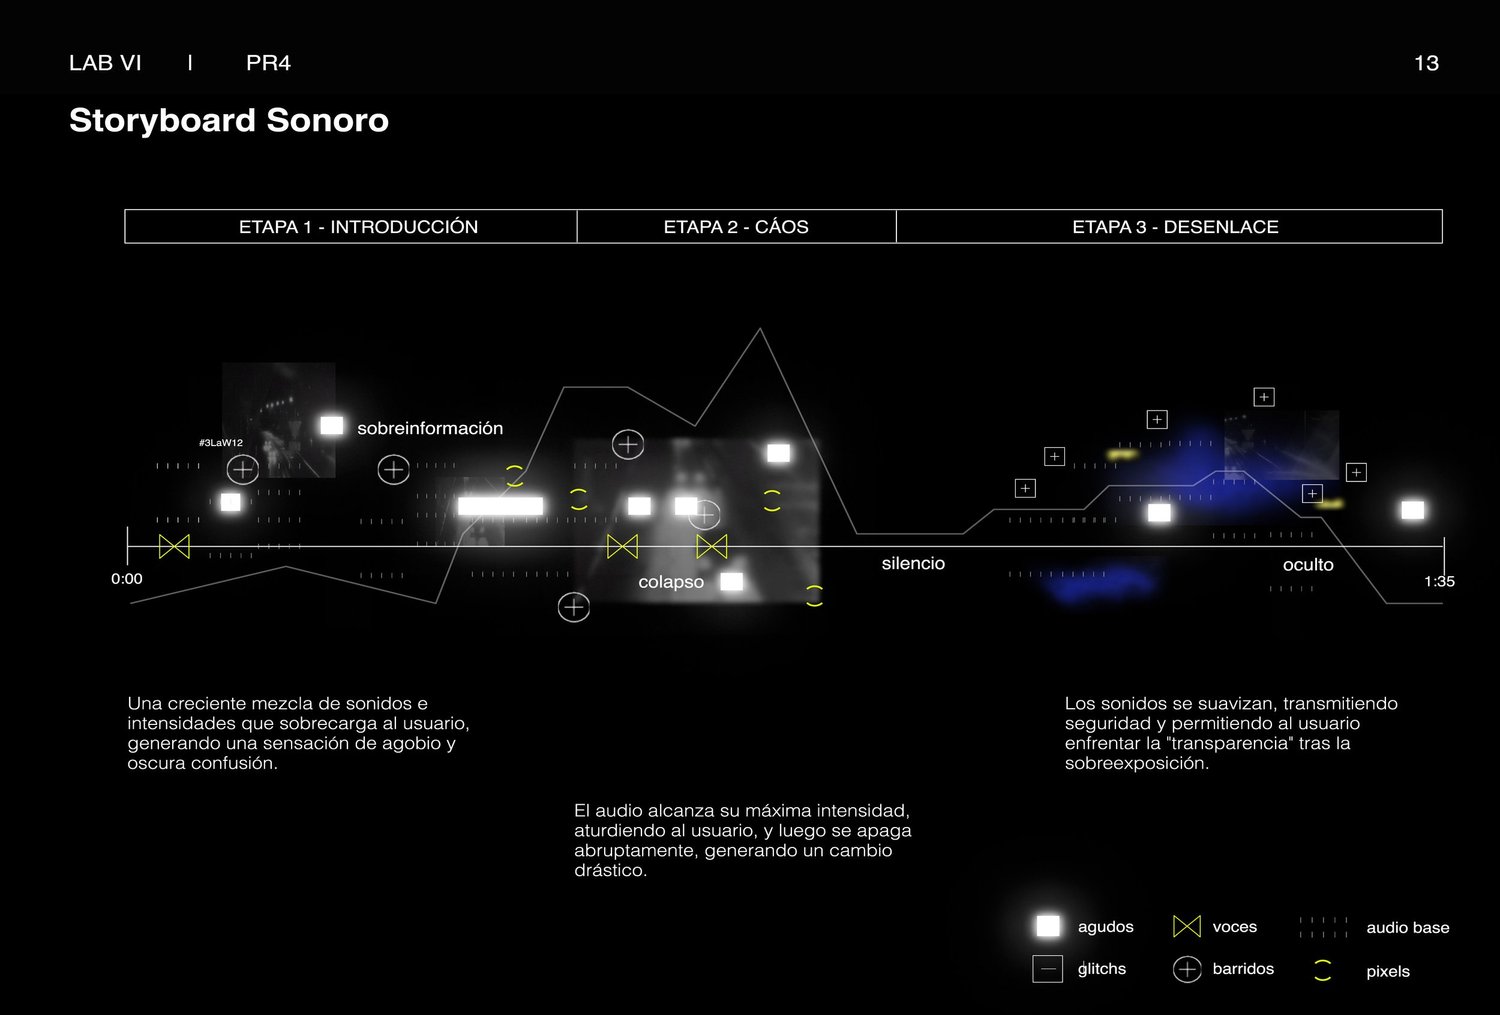 LAB VI | PR4 13
Storyboard Sonoro
ETAPA 1 - INTRODUCCIÓN
ETAPA 2 - CÁOS
ETAPA 3 - DESENLACE
sobreinformación
#3LaW12
colapso
silencio
oculto
0:00
1:35
Una creciente mezcla de sonidos e
intensidades que sobrecarga al usuario,
generando una sensación de agobio y
oscura confusión.
El audio alcanza su máxima intensidad,
aturdiendo al usuario, y luego se apaga
abruptamente, generando un cambio
drástico.
Los sonidos se suavizan, transmitiendo
seguridad y permitiendo al usuario
enfrentar la "transparencia" tras la
sobreexposición.
agudos
voces
audio base
glitchs
barridos
pixels